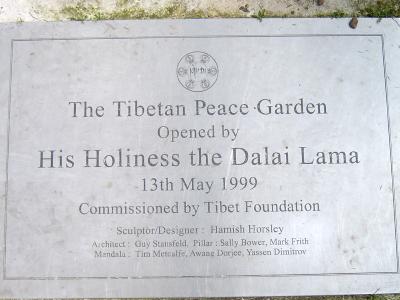 The Tibetan Peace Garden
Opened by
His Holiness the Dalai Lama
13th May 1999
Commissioned by Tibet Foundation
Sculptor/Designer : Hamish Horsley
Architect : Guy Stansfeld. Pillar : Sally Bower, Mark Frith
Mandala : Tim Metcalfe, Awang Dorjee, Yassen Dimitrov